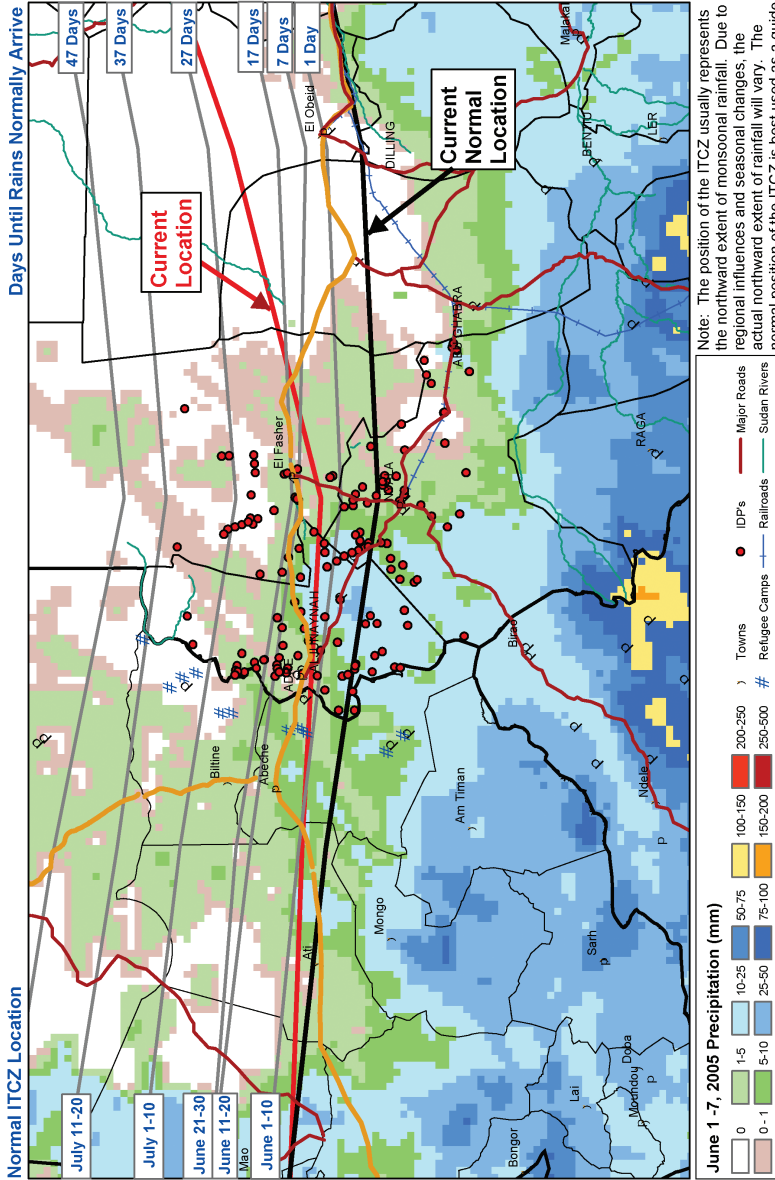 Normal ITCZ Location
Days Until Rains Normally Arrive
July 11-20
July 1-10
June 21-30
June 11-20
June 1-10
47 Days
37 Days
27 Days
17 Days
7 Days
1 Day
Current
Location
Current
Normal
Location
Mao
Ati
Mongo
Bongor
Lai
Moundou
Doba
Sarh
Am Timan
Abeche
Biltine
ADRE
ALJUNAYNAH
El Fasher
Birao
Ndele
RAGA
El Obeid
DILLING
BENTIU
LER
Malakal
June 1 -7, 2005 Precipitation (mm)
0
1-5
10-25
50-75
100-150
200-250
0 - 1
5-10
25-50
75-100
150-200
250-500
Towns
IDP's
Major Roads
Refugee Camps
Railroads
Sudan Rivers
Note: The position of the ITCZ usually represents
the northward extent of monsoonal rainfall. Due to
regional influences and seasonal changes, the
actual northward extent of rainfall will vary. The